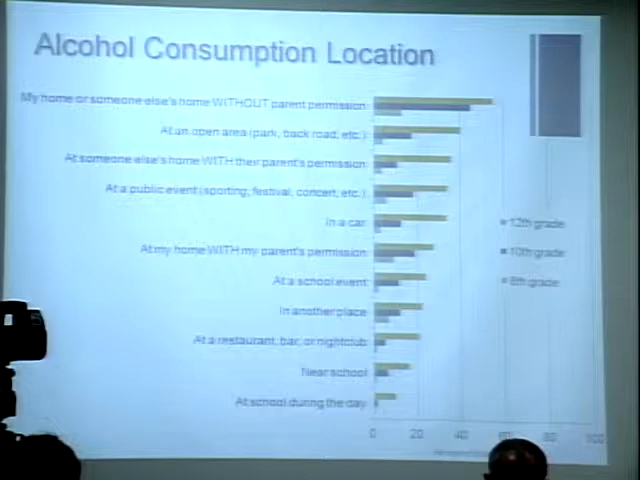 Alcohol Consumption Location
My home or someone else's home WITHOUT parent permission
At an open area (park, back road, etc.)
At someone else's home WITH their parent's permission
At a public event (sporting, festival, concert, etc.)
In a car
12th grade
At my home WITH my parent's permission
10th grade
At a school event
8th grade
In another place
At a restaurant, bar, or nightclub
Near school
At school during the day
0 20 40 60 80 100